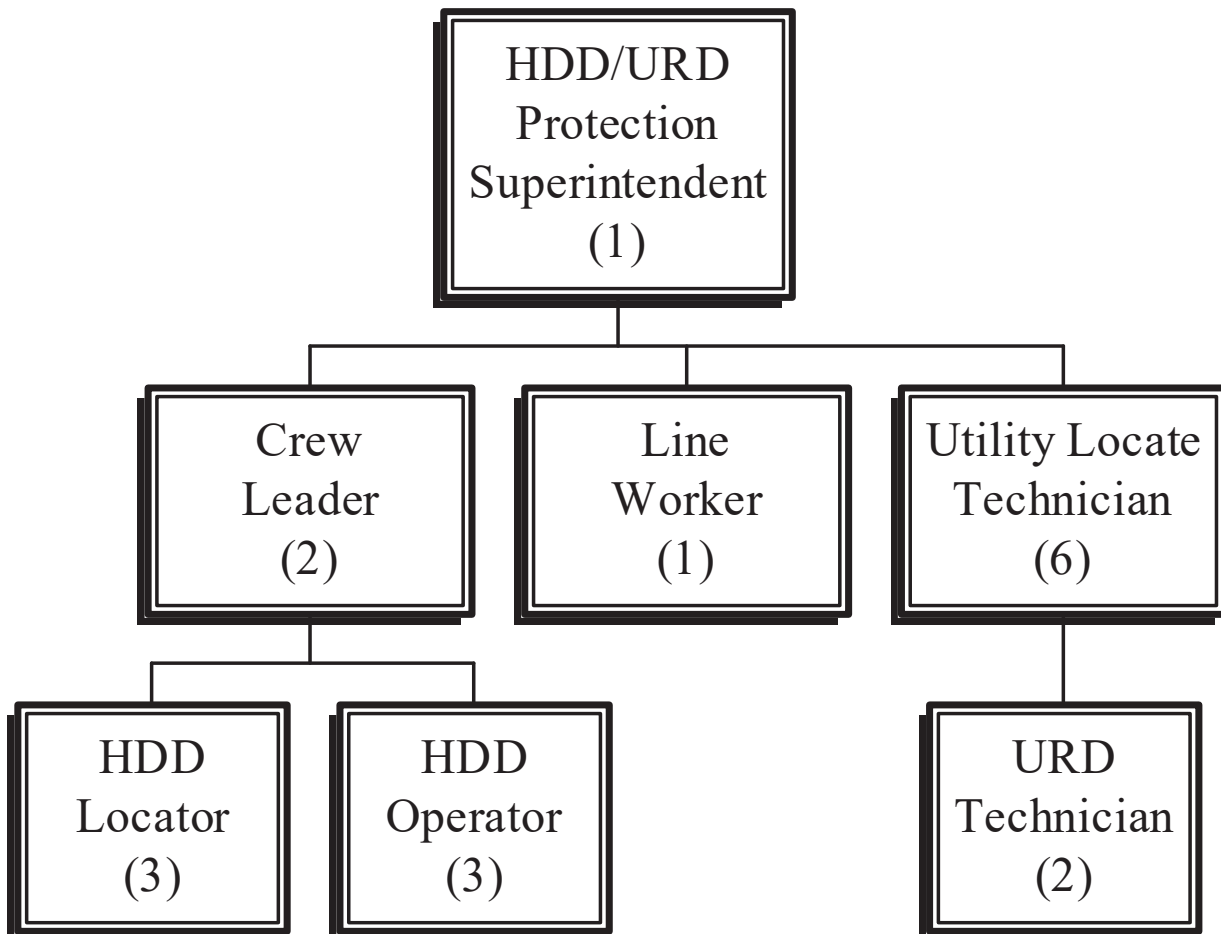 HDD/URD
Protection
Superintendent
(1)
Crew
Leader
(2)
Line
Worker
(1)
Utility Locate
Technician
(6)
HDD
Locator
(3)
HDD
Operator
(3)
URD
Technician
(2)